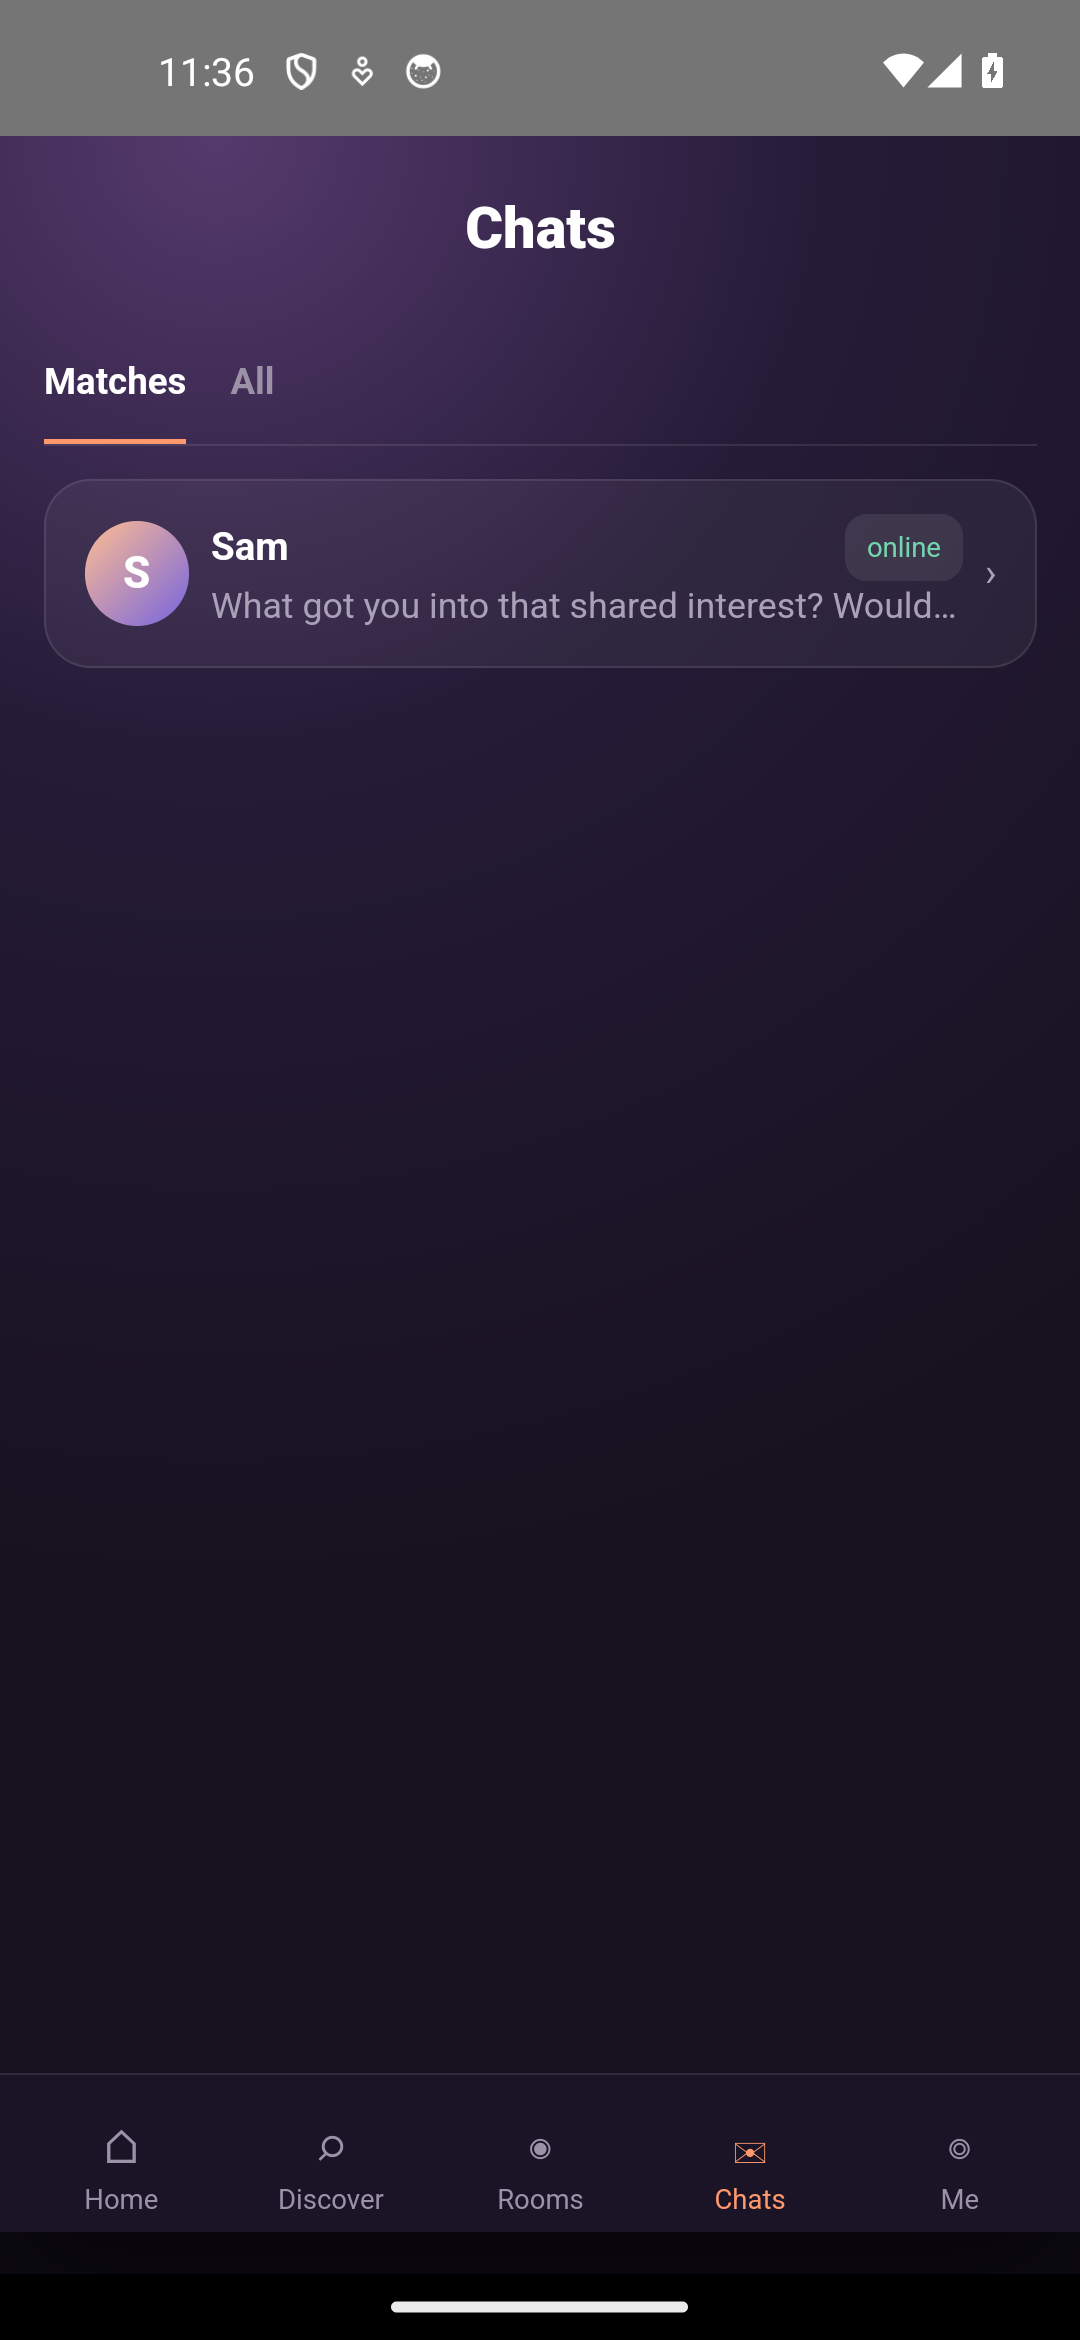 11:36
Chats
Matches All
S
Sam
online
What got you into that shared interest? Would...
Home Discover Rooms Chats Me